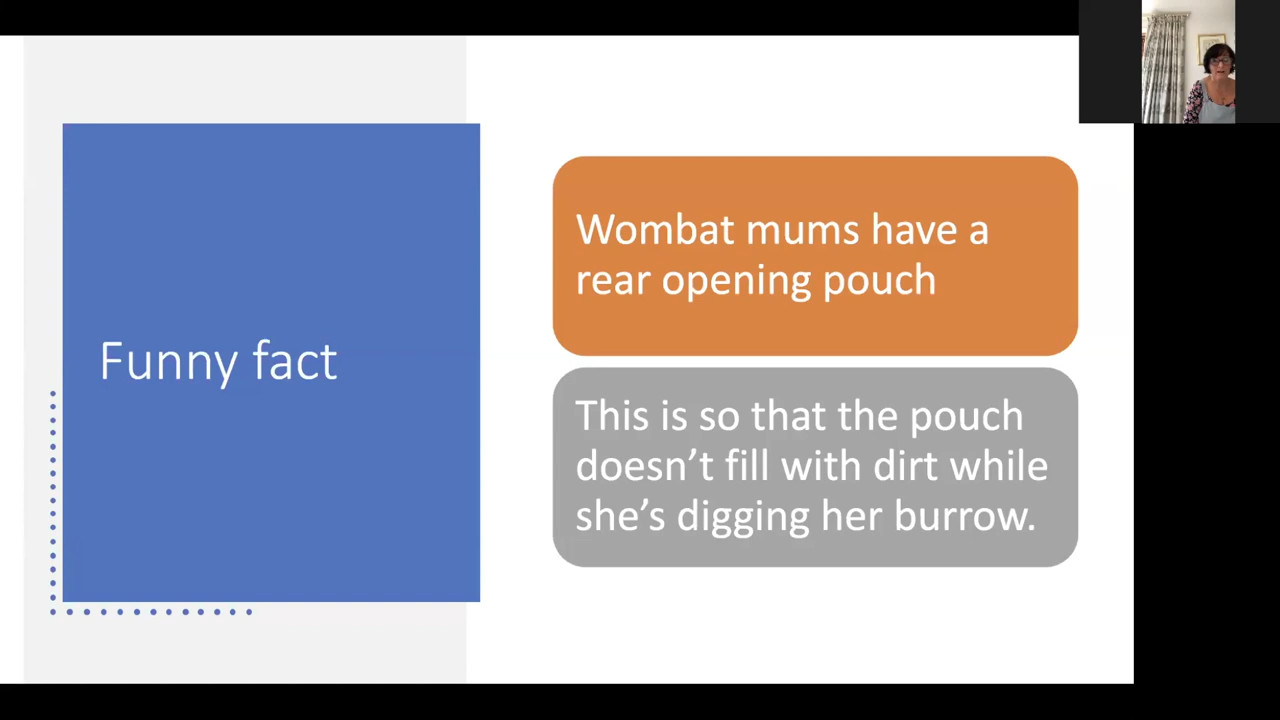 Funny fact
Wombat mums have a
rear opening pouch
This is so that the pouch
doesn’t fill with dirt while
she’s digging her burrow.